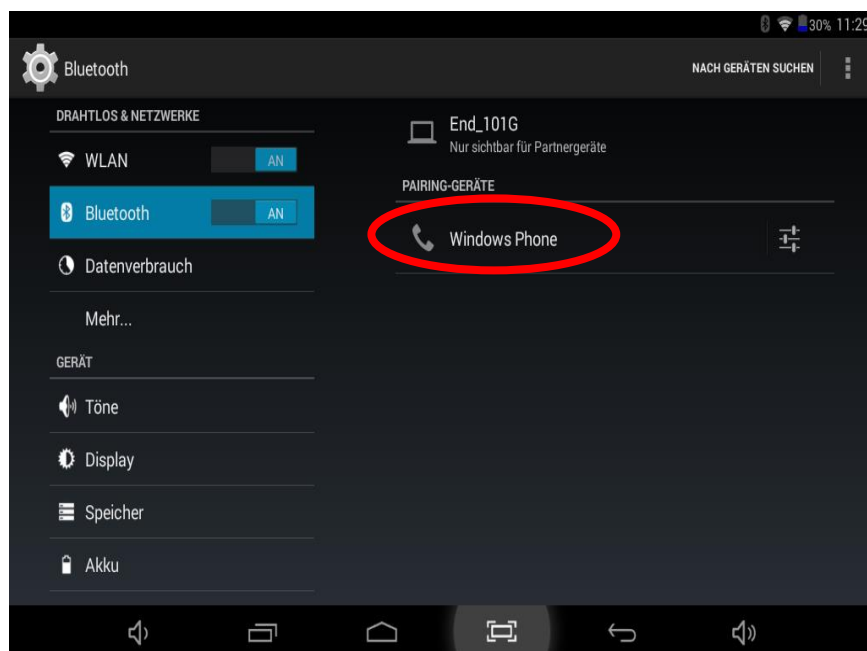 30% 11:29
Bluetooth
NACH GERÄTEN SUCHEN
DRAHTLOS & NETZWERKE
WLAN AN
Bluetooth AN
Datenverbrauch
Mehr...
GERÄT
Töne
Display
Speicher
Akku
End_101G
Nur sichtbar für Partnergeräte
PAIRING-GERÄTE
Windows Phone